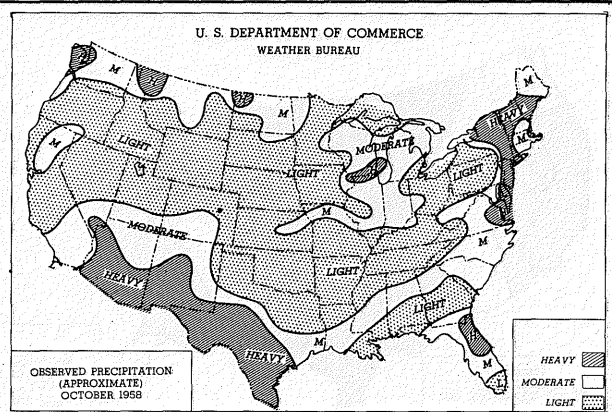 U. S. DEPARTMENT OF COMMERCE
WEATHER BUREAU
M
M
M
HEAVY
M
LIGHT
M
MODERATE
LIGHT
LIGHT
M
MODERATE
M
LIGHT
L
HEAVY
LIGHT
M
HEAVY
M
L
OBSERVED PRECIPITATION
(APPROXIMATE)
OCTOBER 1958
HEAVY
MODERATE
LIGHT